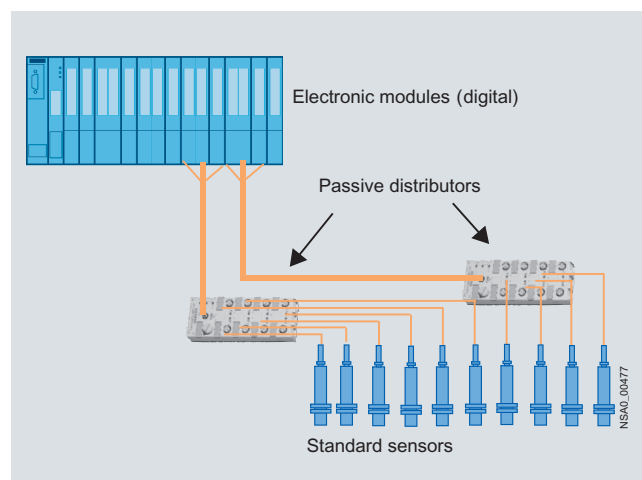 Electronic modules (digital)
Passive distributors
Standard sensors
NSA0_00477